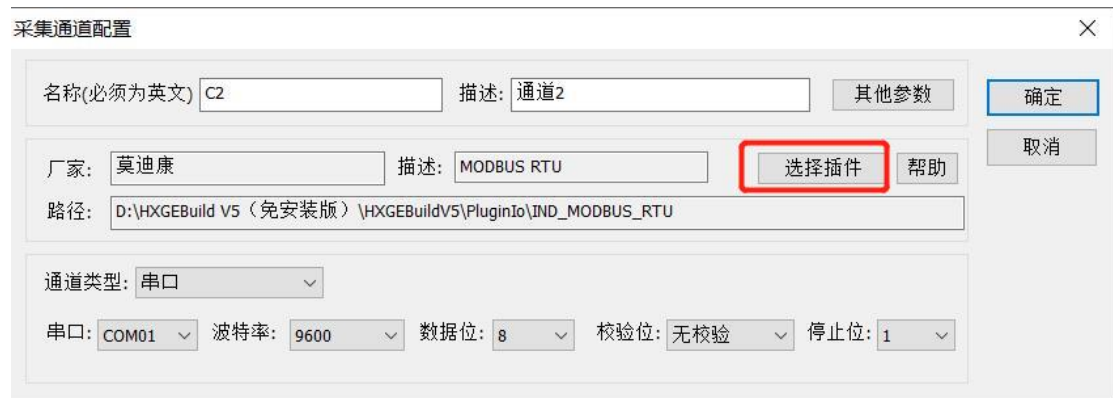 采集通道配置
名称(必须为英文) C2 描述: 通道2 其他参数 确定
厂家: 莫迪康 描述: MODBUS RTU 选择插件 帮助 取消
路径: D:\HXGEBuild V5（免安装版）\HXGEBuildV5\PluginIo\IND_MODBUS_RTU
通道类型: 串口
串口: COM01 波特率: 9600 数据位: 8 校验位: 无校验 停止位: 1